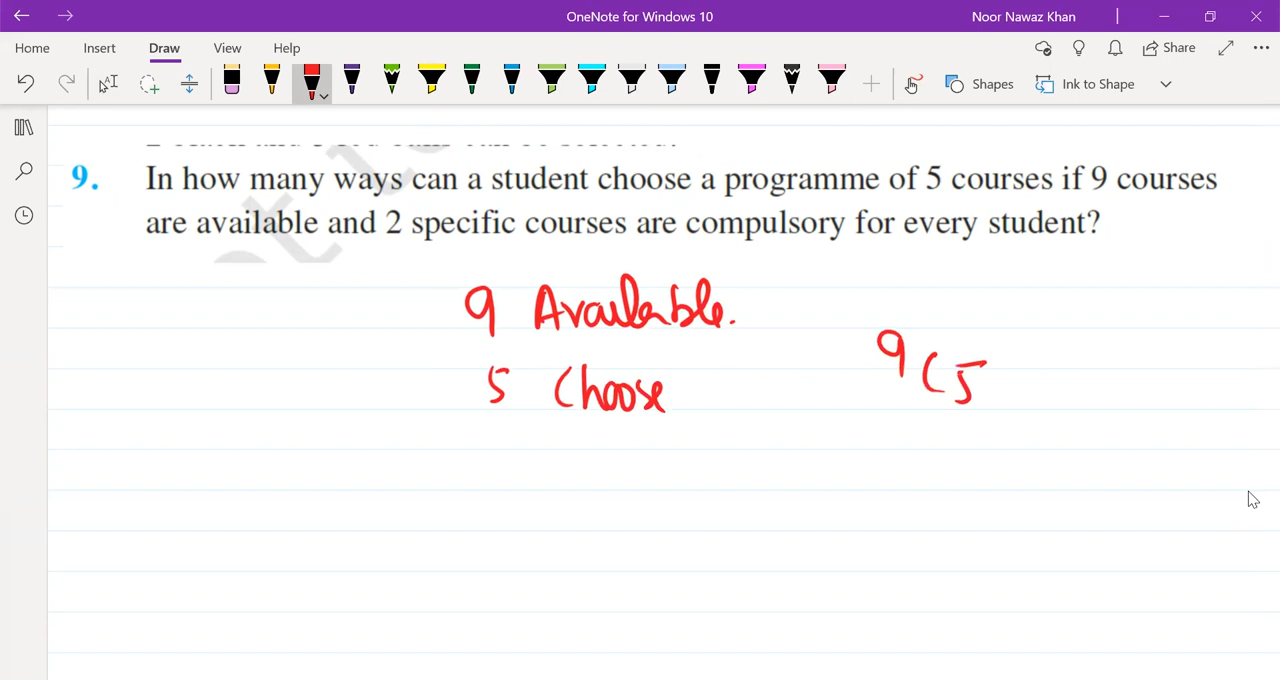 OneNote for Windows 10
Noor Nawaz Khan
Home Insert Draw View Help
Share
Shapes Ink to Shape
9. In how many ways can a student choose a programme of 5 courses if 9 courses
are available and 2 specific courses are compulsory for every student?
9 Available.
5 Choose
9C5